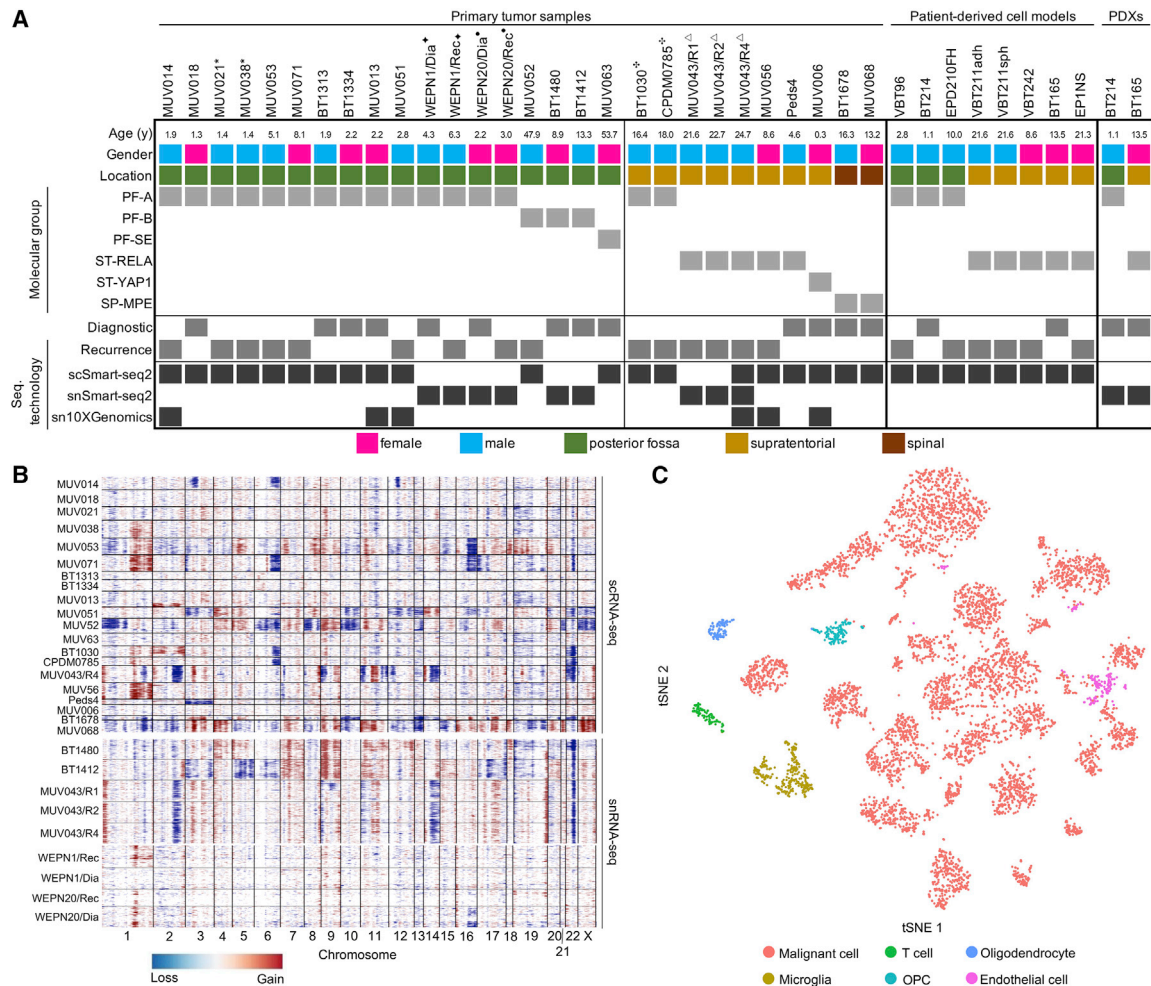 A
Primary tumor samples
Patient-derived cell models
PDXs
MUV014 MUV018 MUV021* MUV038* MUV053 MUV071 BT1313 BT1334 MUV013 MUV051 WEPN1/Dia✦ WEPN1/Rec✦ WEPN20/Dia● WEPN20/Rec● MUV052 BT1480 BT1412 MUV063 BT1030⁘ CPDM0785⁘ MUV043/R1△ MUV043/R2△ MUV043/R4△ MUV056 Peds4 MUV006 BT1678 MUV068 VBT96 BT214 EPD210FH VBT211adh VBT211sph VBT242 BT165 EP1NS BT214 BT165
Age (y) 1.9 1.3 1.4 1.4 5.1 8.1 1.9 2.2 2.2 2.8 4.3 6.3 2.2 3.0 47.9 8.9 13.3 53.7 16.4 18.0 21.6 22.7 24.7 8.6 4.6 0.3 16.3 13.2 2.8 1.1 10.0 21.6 21.6 8.6 13.5 21.3 1.1 13.5
Gender
Location
Molecular group
PF-A
PF-B
PF-SE
ST-RELA
ST-YAP1
SP-MPE
Diagnostic
Recurrence
Seq. technology
scSmart-seq2
snSmart-seq2
sn10XGenomics
female male posterior fossa supratentorial spinal
B
MUV014
MUV018
MUV021
MUV038
MUV053
MUV071
BT1313
BT1334
MUV013
MUV051
MUV52
MUV63
BT1030
CPDM0785
MUV043/R4
MUV56
Peds4
MUV006
BT1678
MUV068
scRNA-seq
BT1480
BT1412
MUV043/R1
MUV043/R2
MUV043/R4
WEPN1/Rec
WEPN1/Dia
WEPN20/Rec
WEPN20/Dia
snRNA-seq
1 2 3 4 5 6 7 8 9 10 11 12 13 14 15 16 17 18 20 21 22 X
Chromosome
Loss Gain
C
tSNE 2
tSNE 1
Malignant cell T cell Oligodendrocyte
Microglia OPC Endothelial cell